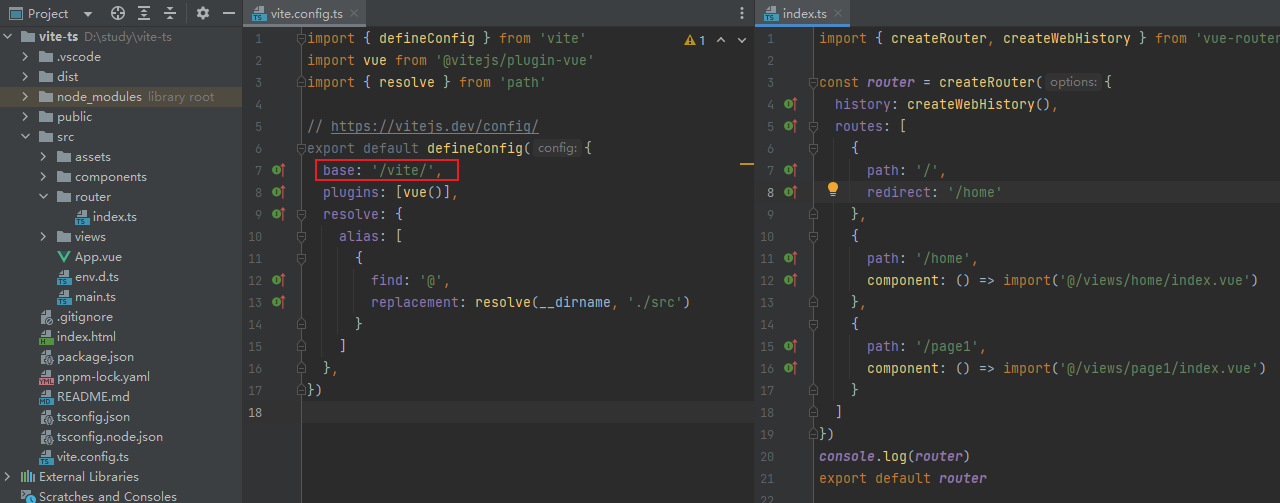 Project
vite-ts D:\study\vite-ts
.vscode
dist
node_modules library root
public
src
assets
components
router
index.ts
views
App.vue
env.d.ts
main.ts
.gitignore
index.html
package.json
pnpm-lock.yaml
README.md
tsconfig.json
tsconfig.node.json
vite.config.ts
External Libraries
Scratches and Consoles
vite.config.ts
1 import { defineConfig } from 'vite'
1
2 import vue from '@vitejs/plugin-vue'
3 import { resolve } from 'path'
4
5 // https://vitejs.dev/config/
6 export default defineConfig( config: {
7 base: '/vite/',
8 plugins: [vue()],
9 resolve: {
10 alias: [
11 {
12 find: '@',
13 replacement: resolve(__dirname, './src')
14 }
15 ]
16 },
17 })
18
index.ts
1 import { createRouter, createWebHistory } from 'vue-router
2
3 const router = createRouter( options: {
4 history: createWebHistory(),
5 routes: [
6 {
7 path: '/',
8 redirect: '/home'
9 },
10 {
11 path: '/home',
12 component: () => import('@/views/home/index.vue')
13 },
14 {
15 path: '/page1',
16 component: () => import('@/views/page1/index.vue')
17 }
18 ]
19 })
20 console.log(router)
21 export default router
22